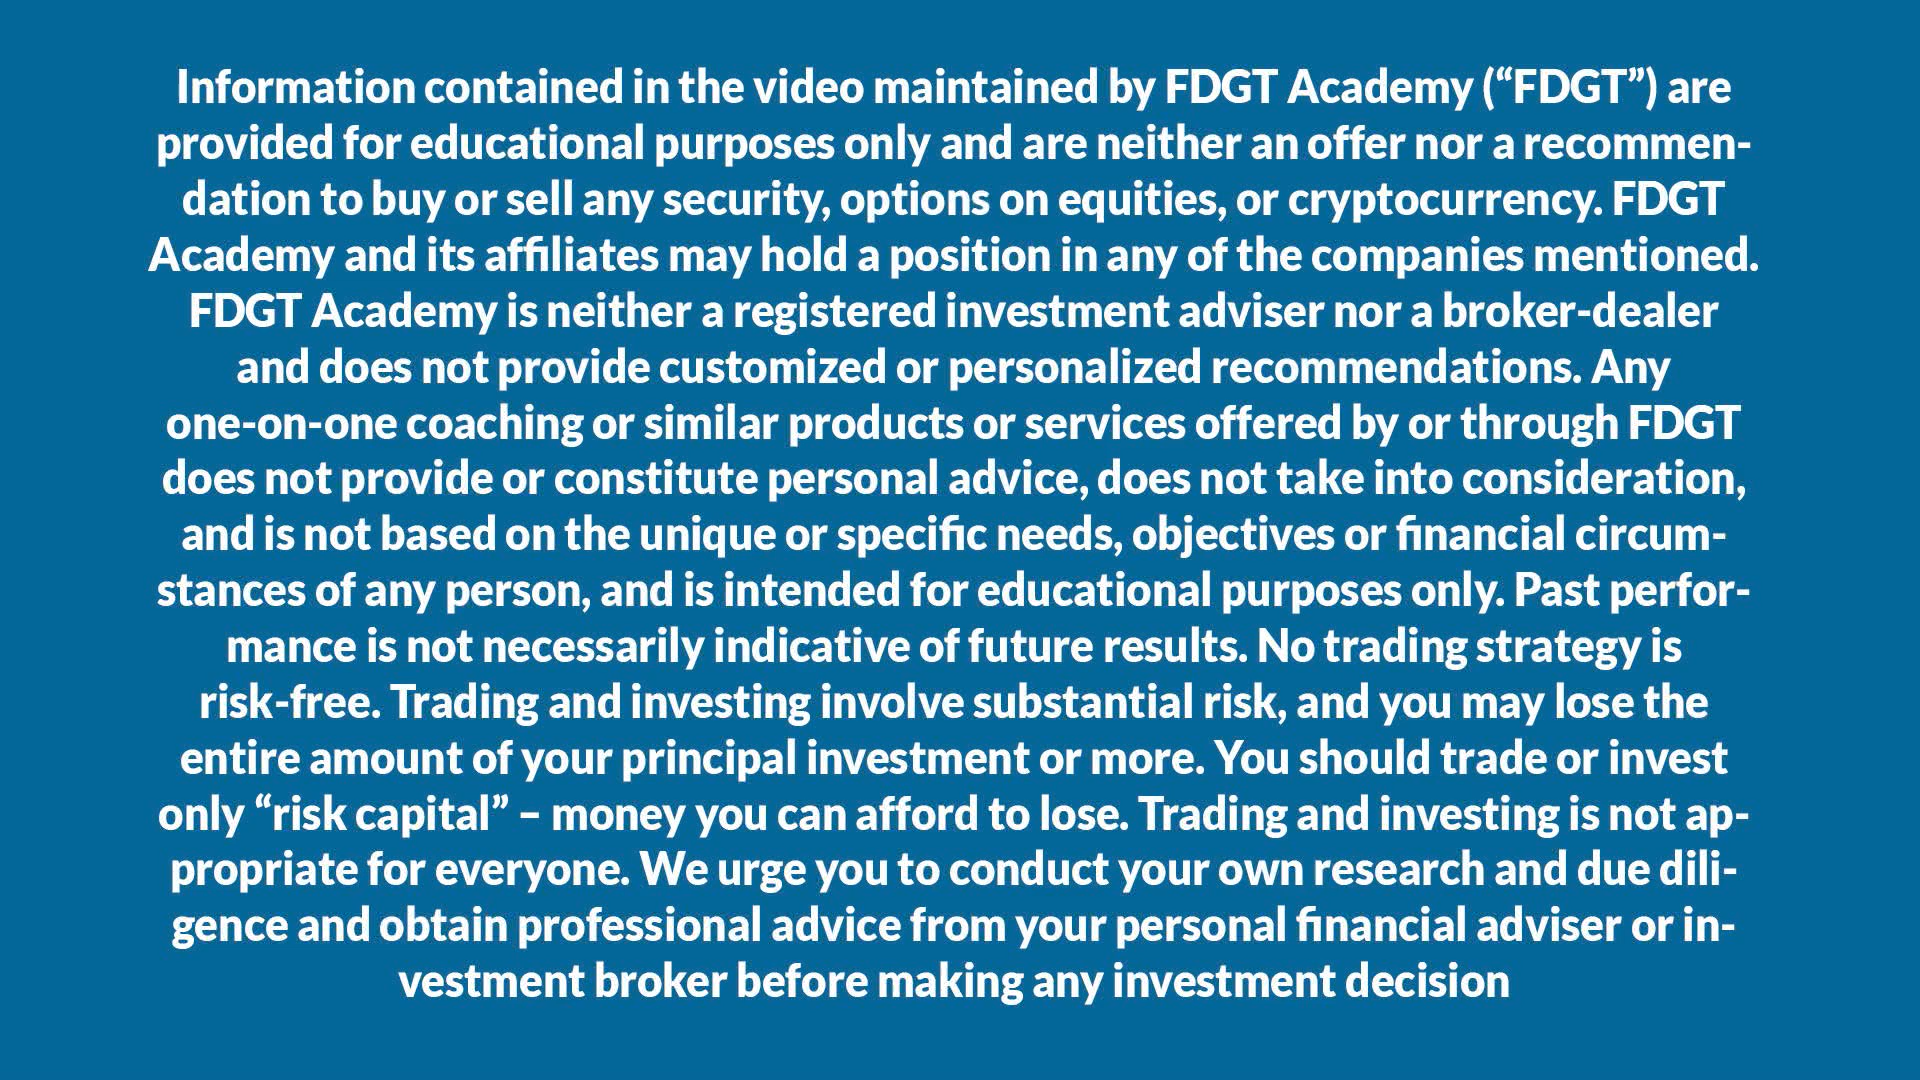 Information contained in the video maintained by FDGT Academy (“FDGT”) are
provided for educational purposes only and are neither an offer nor a recommen-
dation to buy or sell any security, options on equities, or cryptocurrency. FDGT
Academy and its affiliates may hold a position in any of the companies mentioned.
FDGT Academy is neither a registered investment adviser nor a broker-dealer
and does not provide customized or personalized recommendations. Any
one-on-one coaching or similar products or services offered by or through FDGT
does not provide or constitute personal advice, does not take into consideration,
and is not based on the unique or specific needs, objectives or financial circum-
stances of any person, and is intended for educational purposes only. Past perfor-
mance is not necessarily indicative of future results. No trading strategy is
risk-free. Trading and investing involve substantial risk, and you may lose the
entire amount of your principal investment or more. You should trade or invest
only “risk capital” – money you can afford to lose. Trading and investing is not ap-
propriate for everyone. We urge you to conduct your own research and due dili-
gence and obtain professional advice from your personal financial adviser or in-
vestment broker before making any investment decision